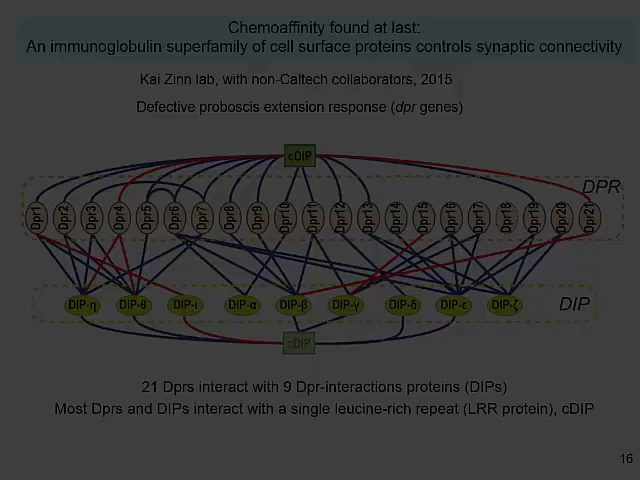 Chemoaffinity found at last:
An immunoglobulin superfamily of cell surface proteins controls synaptic connectivity
Kai Zinn lab, with non-Caltech collaborators, 2015
Defective proboscis extension response (dpr genes)
cDIP
DPR
Dpr1 Dpr2 Dpr3 Dpr4 Dpr5 Dpr6 Dpr7 Dpr8 Dpr9 Dpr10 Dpr11 Dpr12 Dpr13 Dpr14 Dpr15 Dpr16 Dpr17 Dpr18 Dpr19 Dpr20 Dpr21
DIP-η DIP-θ DIP-ι DIP-α DIP-β DIP-γ DIP-δ DIP-ε DIP-ζ DIP
cDIP
21 Dprs interact with 9 Dpr-interactions proteins (DIPs)
Most Dprs and DIPs interact with a single leucine-rich repeat (LRR protein), cDIP
16